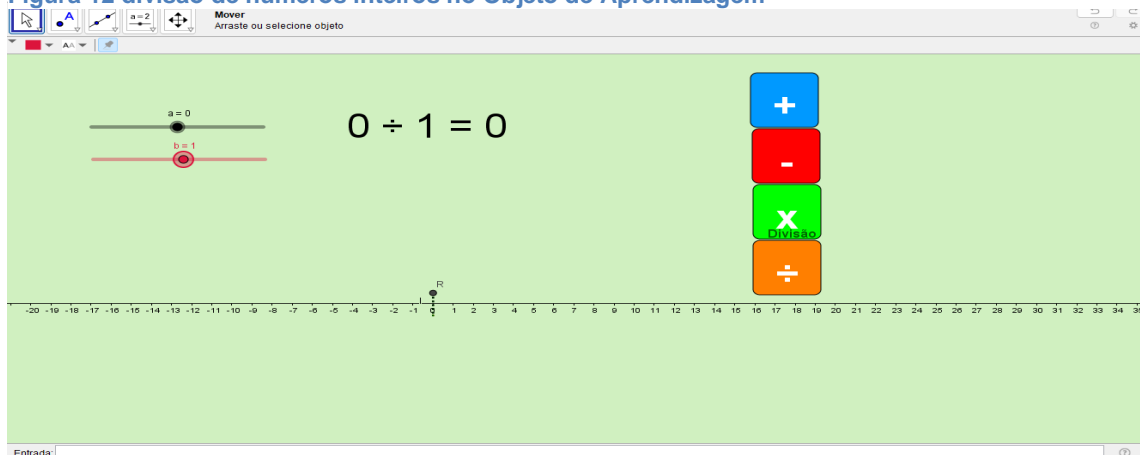 Figura 12 divisão de números inteiros no Objeto de Aprendizagem
a=2
Mover
Arraste ou selecione objeto
AA
a = 0
b = 1
0 ÷ 1 = 0
+
-
x
Divisão
÷
R
-20 -19 -18 -17 -16 -15 -14 -13 -12 -11 -10 -9 -8 -7 -6 -5 -4 -3 -2 -1 0 1 2 3 4 5 6 7 8 9 10 11 12 13 14 15 16 17 18 19 20 21 22 23 24 25 26 27 28 29 30 31 32 33 34
Entrada: